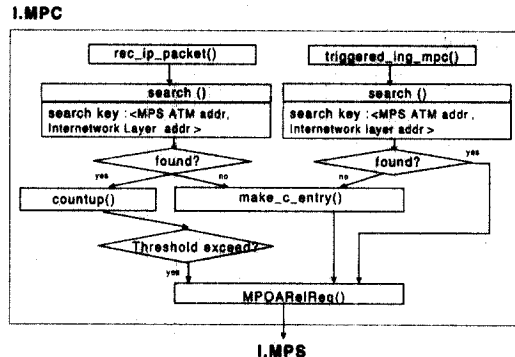 I.MPC
rec_ip_packet()
triggered_ing_mpc()
search ()
search ()
search key :<MPS ATM addr,
Internetwork Layer addr >
search key : <MPS ATM addr,
Internetwork layer addr>
found?
found?
yes
yes
no
no
countup()
make_c_entry()
Threshold exceed?
yes
MPOARelReq()
I.MPS